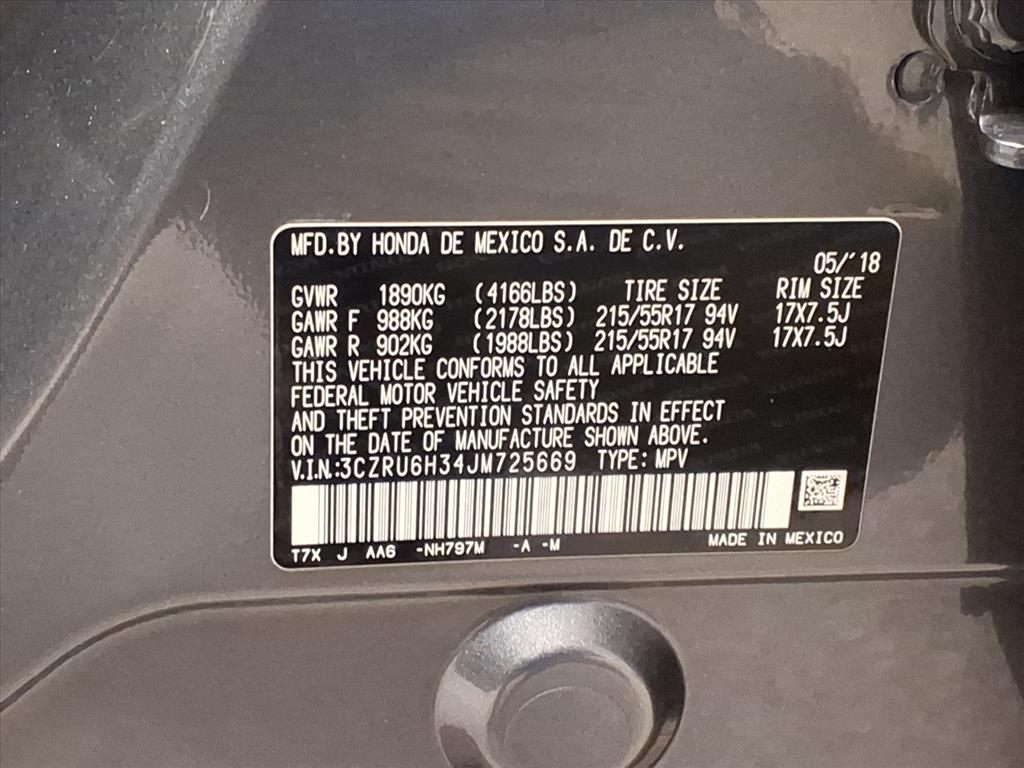 MFD.BY HONDA DE MEXICO S.A. DE C.V.
05/´18
GVWR 1890KG (4166LBS) TIRE SIZE RIM SIZE
GAWR F 988KG (2178LBS) 215/55R17 94V 17X7.5J
GAWR R 902KG (1988LBS) 215/55R17 94V 17X7.5J
THIS VEHICLE CONFORMS TO ALL APPLICABLE
FEDERAL MOTOR VEHICLE SAFETY
AND THEFT PREVENTION STANDARDS IN EFFECT
ON THE DATE OF MANUFACTURE SHOWN ABOVE.
V.I.N.:3CZRU6H34JM725669 TYPE: MPV
T7X J AA6 -NH797M -A -M MADE IN MEXICO